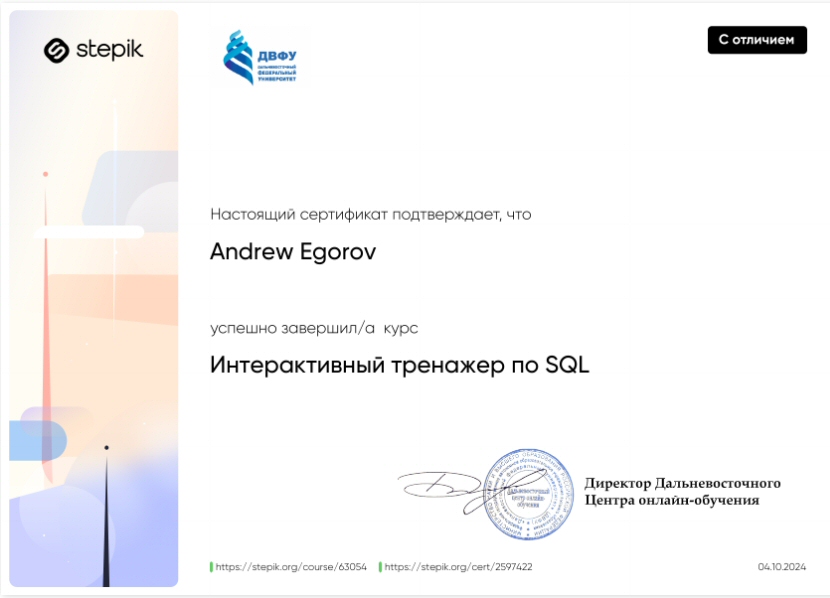 stepik
ДВФУ
ДАЛЬНЕВОСТОЧНЫЙ
ФЕДЕРАЛЬНЫЙ
УНИВЕРСИТЕТ
С отличием
Настоящий сертификат подтверждает, что
Andrew Egorov
успешно завершил/а курс
Интерактивный тренажер по SQL
Дальневосточный
центр онлайн-
обучения
Директор Дальневосточного
Центра онлайн-обучения
https://stepik.org/course/63054
https://stepik.org/cert/2597422
04.10.2024